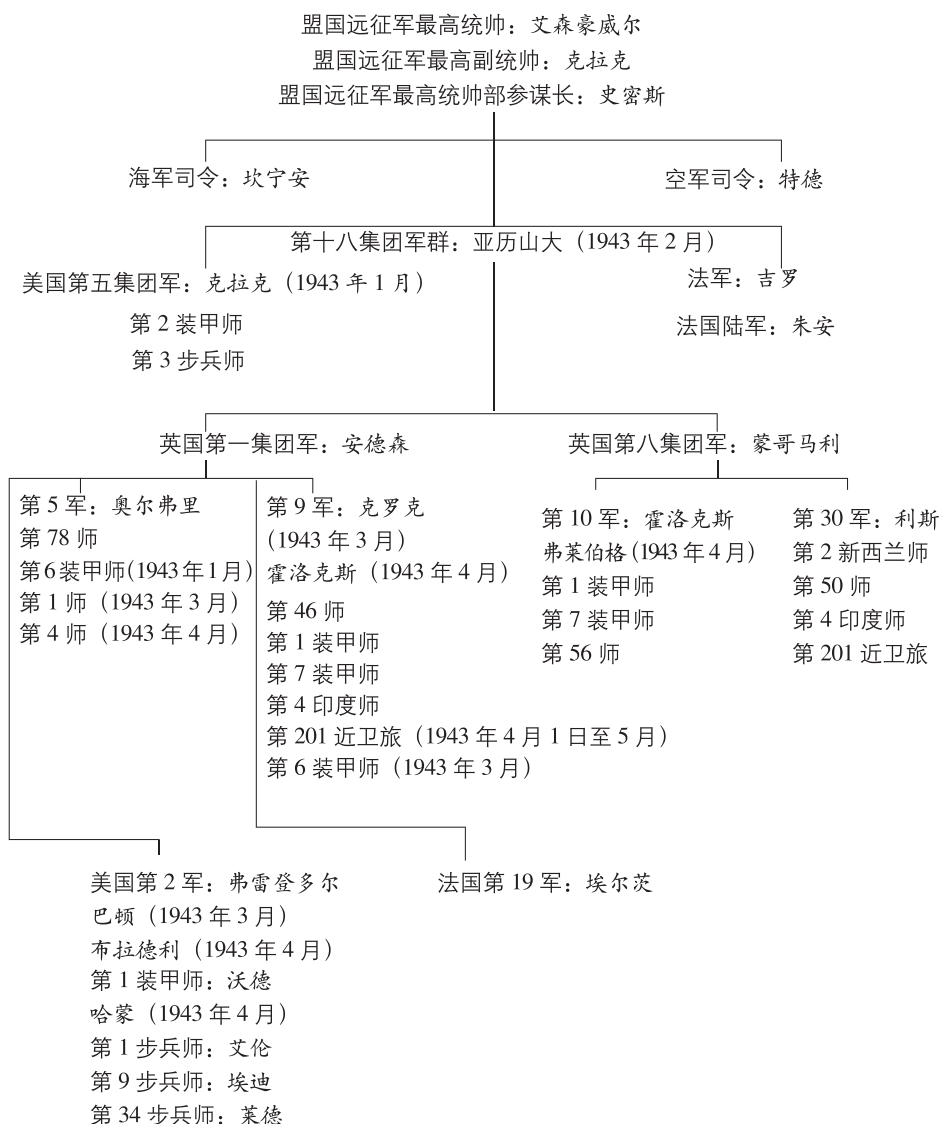 盟国远征军最高统帅：艾森豪威尔
盟国远征军最高副统帅：克拉克
盟国远征军最高统帅部参谋长：史密斯
海军司令：坎宁安
空军司令：特德
第十八集团军群：亚历山大（1943 年 2 月）
美国第五集团军：克拉克（1943 年 1 月）
第 2 装甲师
第 3 步兵师
法军：吉罗
法国陆军：朱安
英国第一集团军：安德森
英国第八集团军：蒙哥马利
第 5 军：奥尔弗里
第 78 师
第6装甲师(1943年1月)
第 1 师（1943 年 3 月）
第 4 师（1943 年 4 月）
第 9 军：克罗克
(1943 年 3 月)
霍洛克斯（1943 年 4 月）
第 46 师
第 1 装甲师
第 7 装甲师
第 4 印度师
第 201 近卫旅（1943 年 4 月 1 日至 5 月）
第 6 装甲师（1943 年 3 月）
第 10 军：霍洛克斯
弗莱伯格(1943 年 4 月)
第 1 装甲师
第 7 装甲师
第 56 师
第 30 军：利斯
第 2 新西兰师
第 50 师
第 4 印度师
第 201 近卫旅
美国第 2 军：弗雷登多尔
巴顿（1943 年 3 月）
布拉德利（1943 年 4 月）
第 1 装甲师：沃德
哈蒙（1943 年 4 月）
第 1 步兵师：艾伦
第 9 步兵师：埃迪
第 34 步兵师：莱德
法国第 19 军：埃尔茨